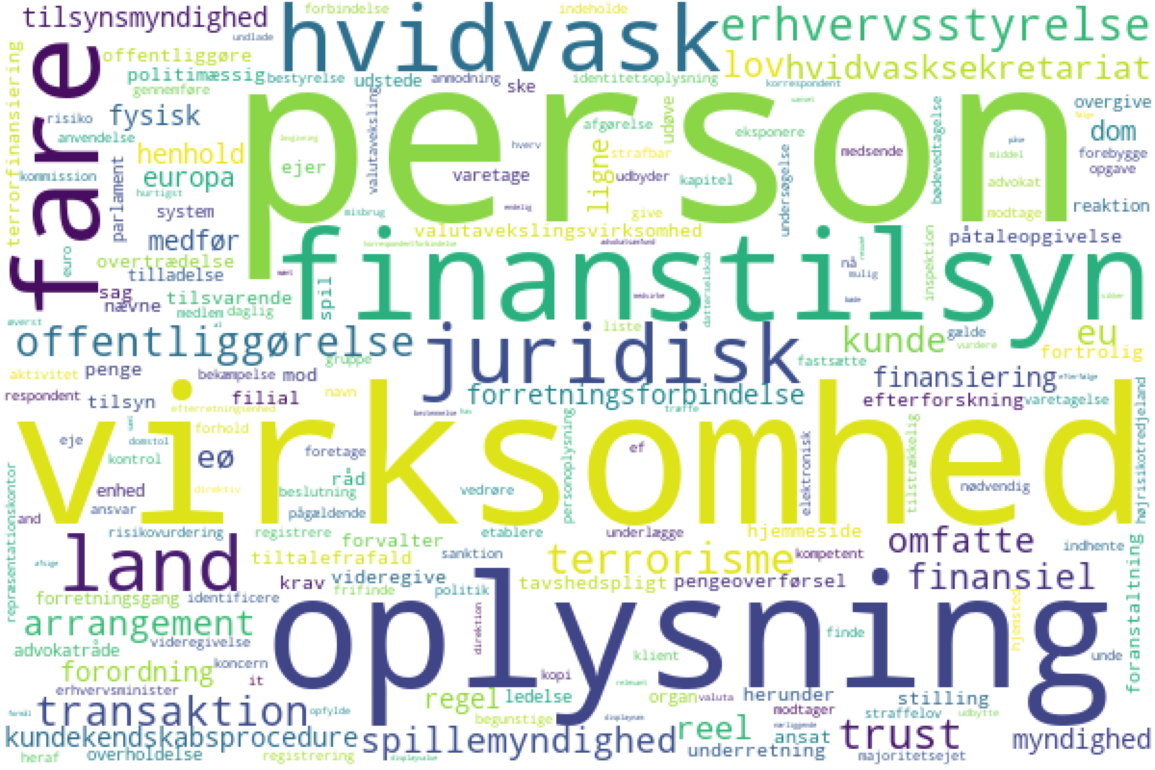 tilsynsmyndighed
forbindelse
indeholde
hvidvask
erhvervsstyrelse
undlade
offentliggøre
lov
hvidvasksekretariat
politimæssig
bestyrelse
udstede
anmodning
identitetsoplysning
korrespondent
gennemføre
ske
fare
person
terrorfinansiering
risiko
fysisk
valutaveksling
afgørelse
udøve
eksponere
bødevedtagelse
overgive
anvendelse
hverv
dom
henhold
ejer
strafbar
medsende
middel
forebygge
kommission
europa
varetage
ligne
udbyder
kapitel
undersøgelse
advokat
opgave
parlament
hurtigst
system
misbrug
endelig
give
modtage
reaktion
medfør
valutavekslingsvirksomhed
påtaleopgivelse
euro
overtrædelse
finanstilsyn
korrespondentforbindelse
advokatsamfund
inspektion
nå
tilladelse
mulig
sag
nævne
tilsvarende
spil
datterselskab
medvirke
sikker
medlem
daglig
øverst
offentliggørelse
juridisk
liste
kunde
gælde
eu
vurdere
gruppe
fastsætte
fortrolig
aktivitet
penge
bekæmpelse
mod
finansiering
efterfølge
respondent
tilsyn
filial
navn
forretningsforbindelse
efterforskning
varetagelse
efterretningsenhed
bestemmelse
træffe
virksomhed
eje
domstol
forhold
kontrol
eø
foretage
ef
personoplysning
elektronisk
tilstrækkelig
højrisikotredjeland
råd
enhed
direktiv
beslutning
vedrøre
nødvendig
ansvar
pågældende
and
risikovurdering
registrere
forvalter
etablere
underlægge
hjemmeside
repræsentationskontor
land
tiltalefrafald
sanktion
terrorisme
kompetent
omfatte
indhente
krav
videregive
tavshedspligt
pengeoverførsel
finansiel
foranstaltning
frifinde
politik
forretningsgang
identificere
oplysning
direktion
hjemsted
arrangement
videregivelse
finde
advokatråde
klient
unde
forordning
koncern
it
kopi
relevant
erhvervsminister
regel
ledelse
organ
valuta
herunder
stilling
transaktion
opfylde
begunstige
modtager
straffelov
udbytte
kundekendskabsprocedure
spillemyndighed
reel
ansat
trust
myndighed
heraf
overholdelse
registrering
underretning
majoritetsejet